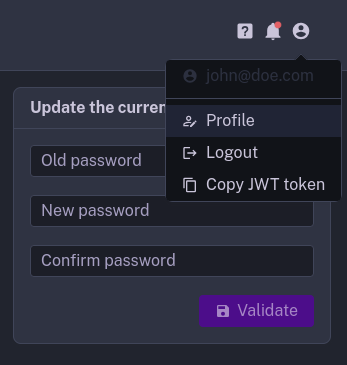 john@doe.com
Update the curren
Profile
Old password
Logout
Copy JWT token
New password
Confirm password
Validate